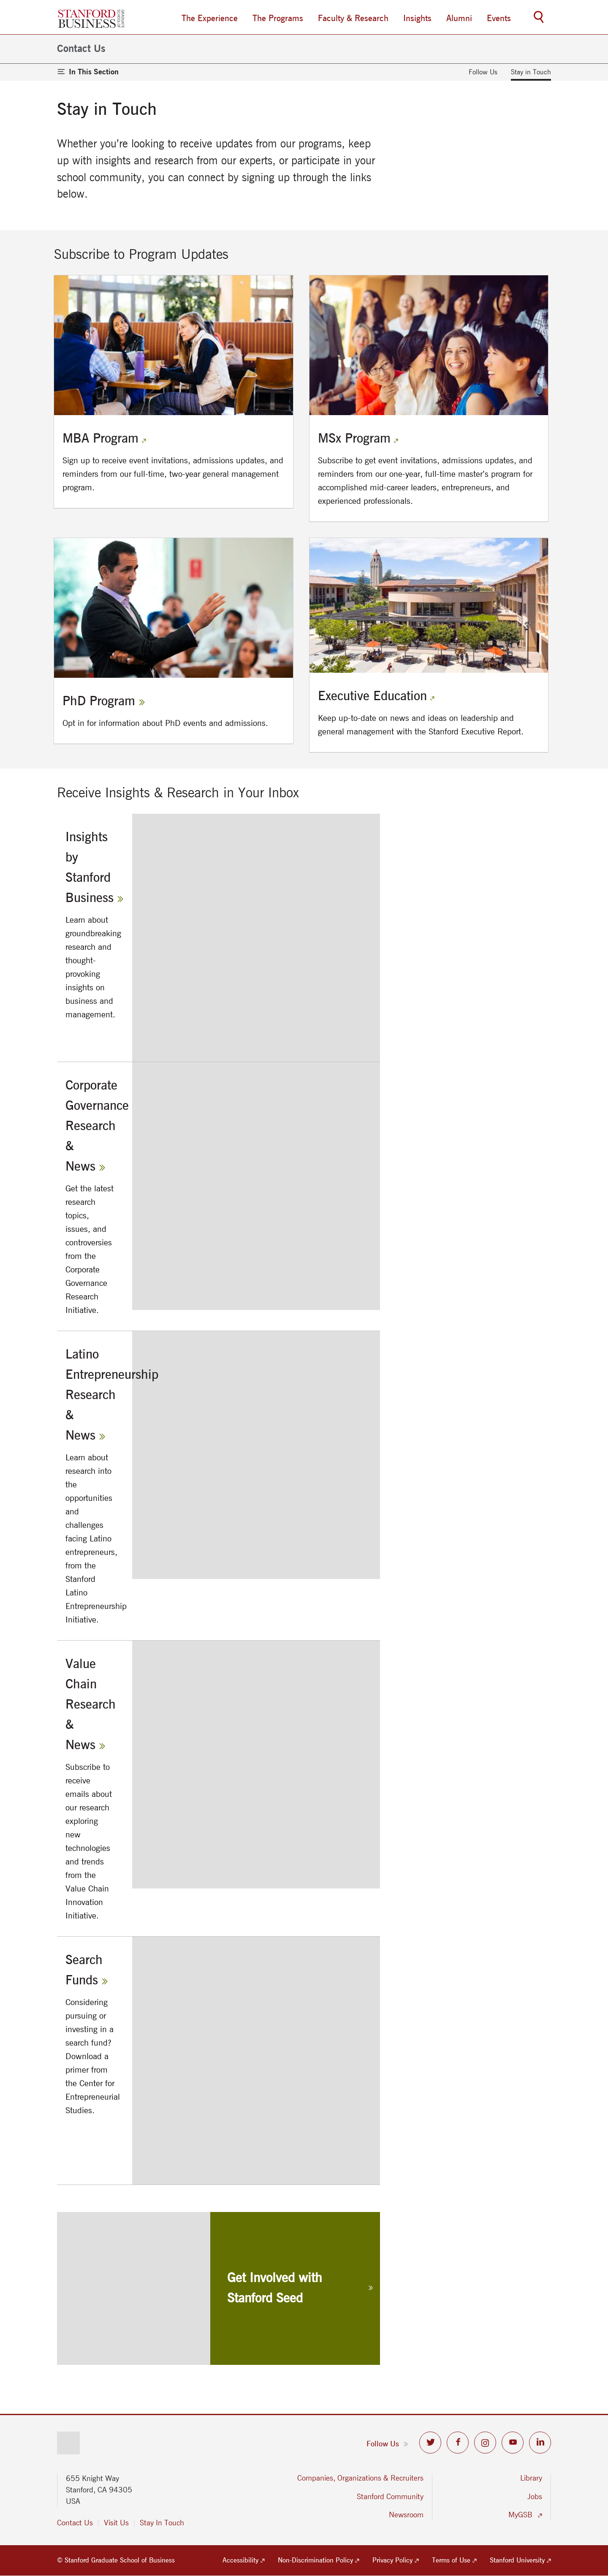 STANFORD
BUSINESS
The Experience
The Programs
Faculty & Research
Insights
Alumni
Events
Contact Us
In This Section
Follow Us
Stay in Touch
Stay in Touch
Whether you're looking to receive updates from our programs, keep
up with insights and research from our experts, or participate in your
school community, you can connect by signing up through the links
below.
Subscribe to Program Updates
MBA Program
Sign up to receive event invitations, admissions updates, and
reminders from our full-time, two-year general management
program.
MSx Program
Subscribe to get event invitations, admissions updates, and
reminders from our one-year, full-time master's program for
accomplished mid-career leaders, entrepreneurs, and
experienced professionals.
PhD Program
Opt in for information about PhD events and admissions.
Executive Education
Keep up-to-date on news and ideas on leadership and
general management with the Stanford Executive Report.
Receive Insights & Research in Your Inbox
Insights
by
Stanford
Business
Learn about
groundbreaking
research and
thought-
provoking
insights on
business and
management.
Corporate
Governance
Research
&
News
Get the latest
research
topics,
issues, and
controversies
from the
Corporate
Governance
Research
Initiative.
Latino
Entrepreneurship
Research
&
News
Learn about
research into
the
opportunities
and
challenges
facing Latino
entrepreneurs,
from the
Stanford
Latino
Entrepreneurship
Initiative.
Value
Chain
Research
&
News
Subscribe to
receive
emails about
our research
exploring
new
technologies
and trends
from the
Value Chain
Innovation
Initiative.
Search
Funds
Considering
pursuing or
investing in a
search fund?
Download a
primer from
the Center for
Entrepreneurial
Studies.
Get Involved with
Stanford Seed
Follow Us
655 Knight Way
Stanford, CA 94305
USA
Contact Us
Visit Us
Stay In Touch
Companies, Organizations & Recruiters
Stanford Community
Newsroom
Library
Jobs
MyGSB
© Stanford Graduate School of Business
Accessibility
Non-Discrimination Policy
Privacy Policy
Terms of Use
Stanford University